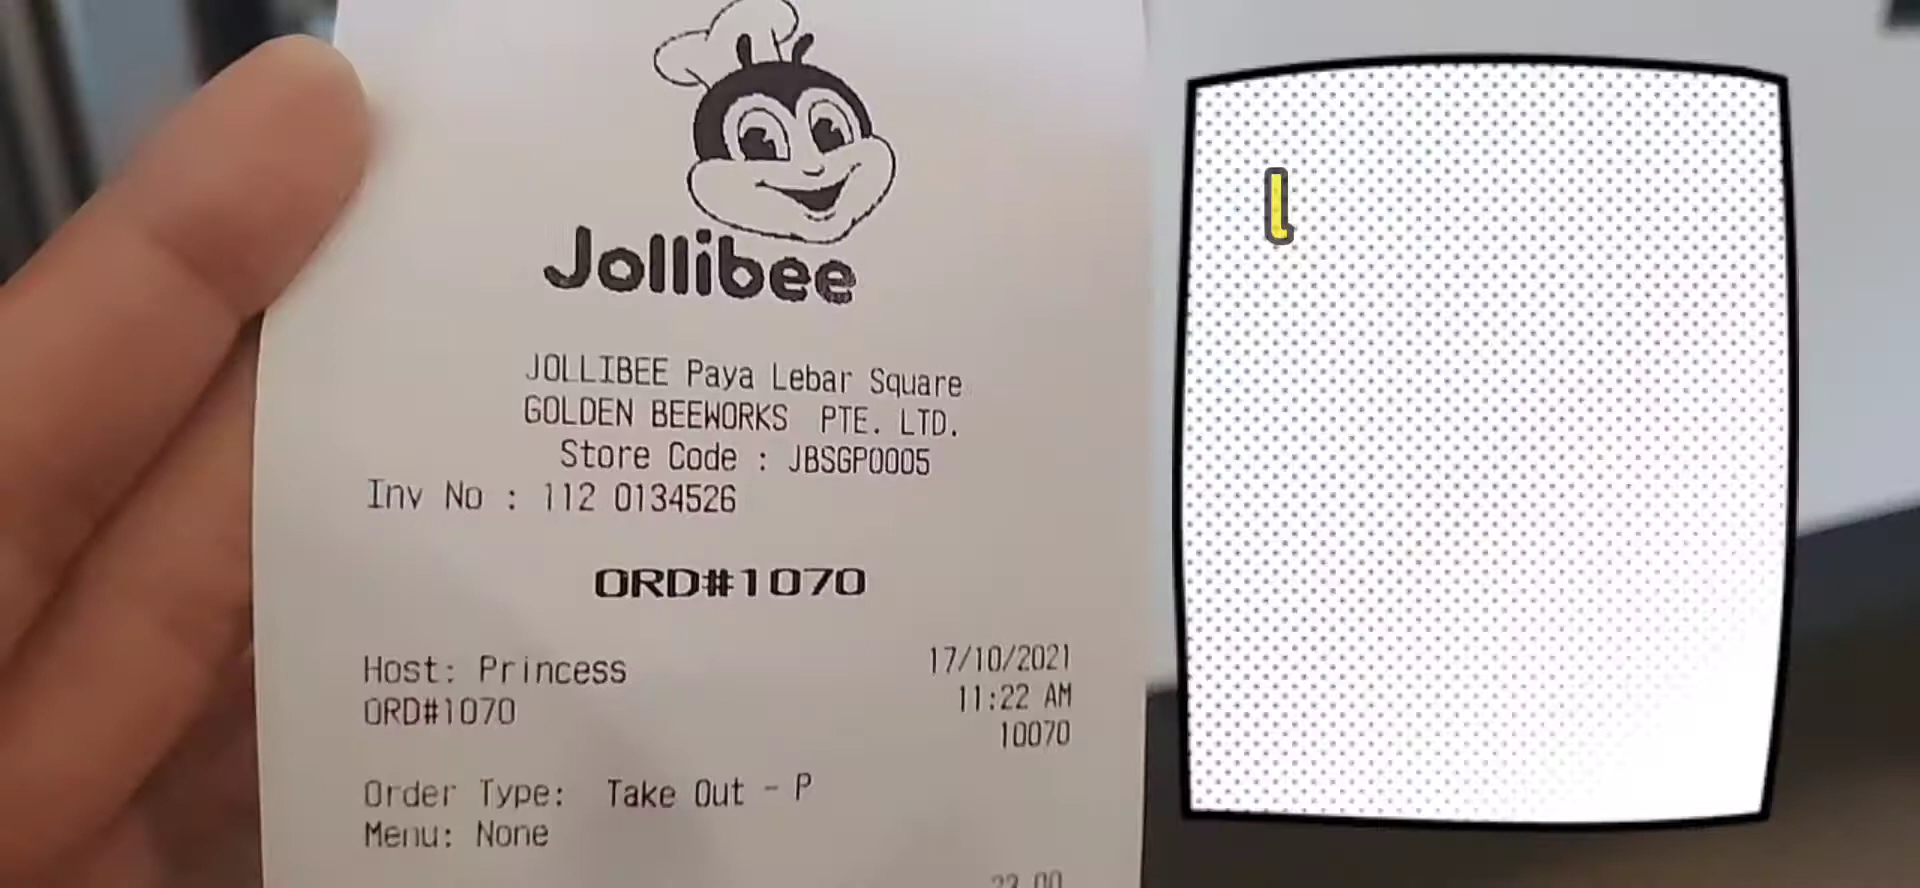 Jollibee
JOLLIBEE Paya Lebar Square
GOLDEN BEEWORKS PTE. LTD.
Store Code : JBSGP0005
Inv No : 112 0134526
ORD#1070
Host: Princess
17/10/2021
ORD#1070
11:22 AM
10070
Order Type: Take Out - P
Menu: None